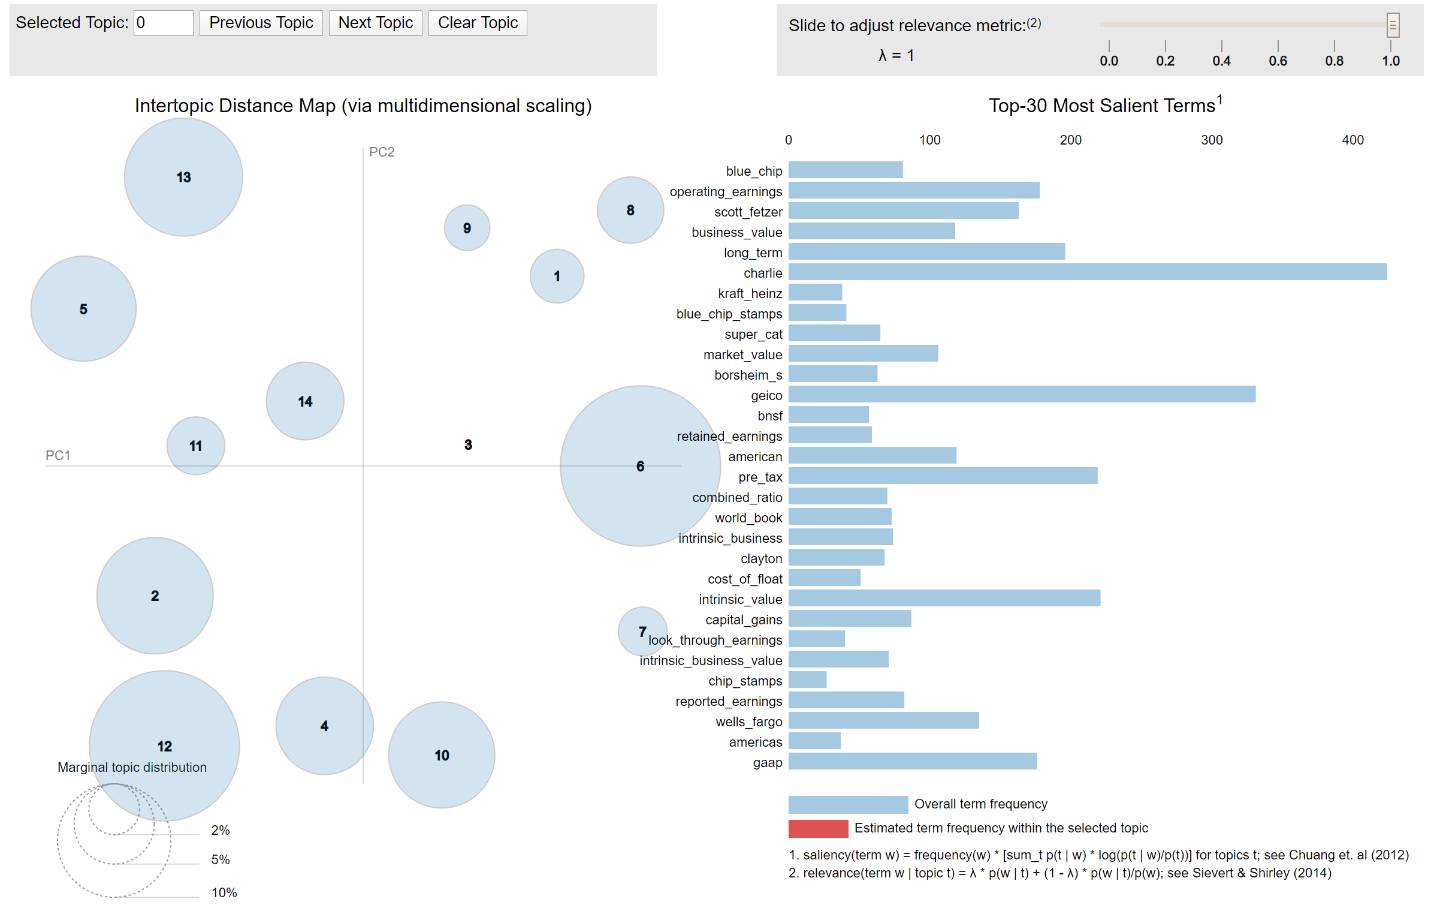 Selected Topic: 0 Previous Topic Next Topic Clear Topic
Slide to adjust relevance metric:(2)
λ = 1
0.0 0.2 0.4 0.6 0.8 1.0
Intertopic Distance Map (via multidimensional scaling)
PC2
PC1
13
8
9
1
5
14
11
3
6
2
7
4
12
10
Marginal topic distribution
2%
5%
10%
Top-30 Most Salient Terms1
0 100 200 300 400
blue_chip
operating_earnings
scott_fetzer
business_value
long_term
charlie
kraft_heinz
blue_chip_stamps
super_cat
market_value
borsheim_s
geico
bnsf
retained_earnings
american
pre_tax
combined_ratio
world_book
intrinsic_business
clayton
cost_of_float
intrinsic_value
capital_gains
look_through_earnings
intrinsic_business_value
chip_stamps
reported_earnings
wells_fargo
americas
gaap
Overall term frequency
Estimated term frequency within the selected topic
1. saliency(term w) = frequency(w) * [sum_t p(t | w) * log(p(t | w)/p(t))] for topics t; see Chuang et. al (2012)
2. relevance(term w | topic t) = λ * p(w | t) + (1 - λ) * p(w | t)/p(w); see Sievert & Shirley (2014)